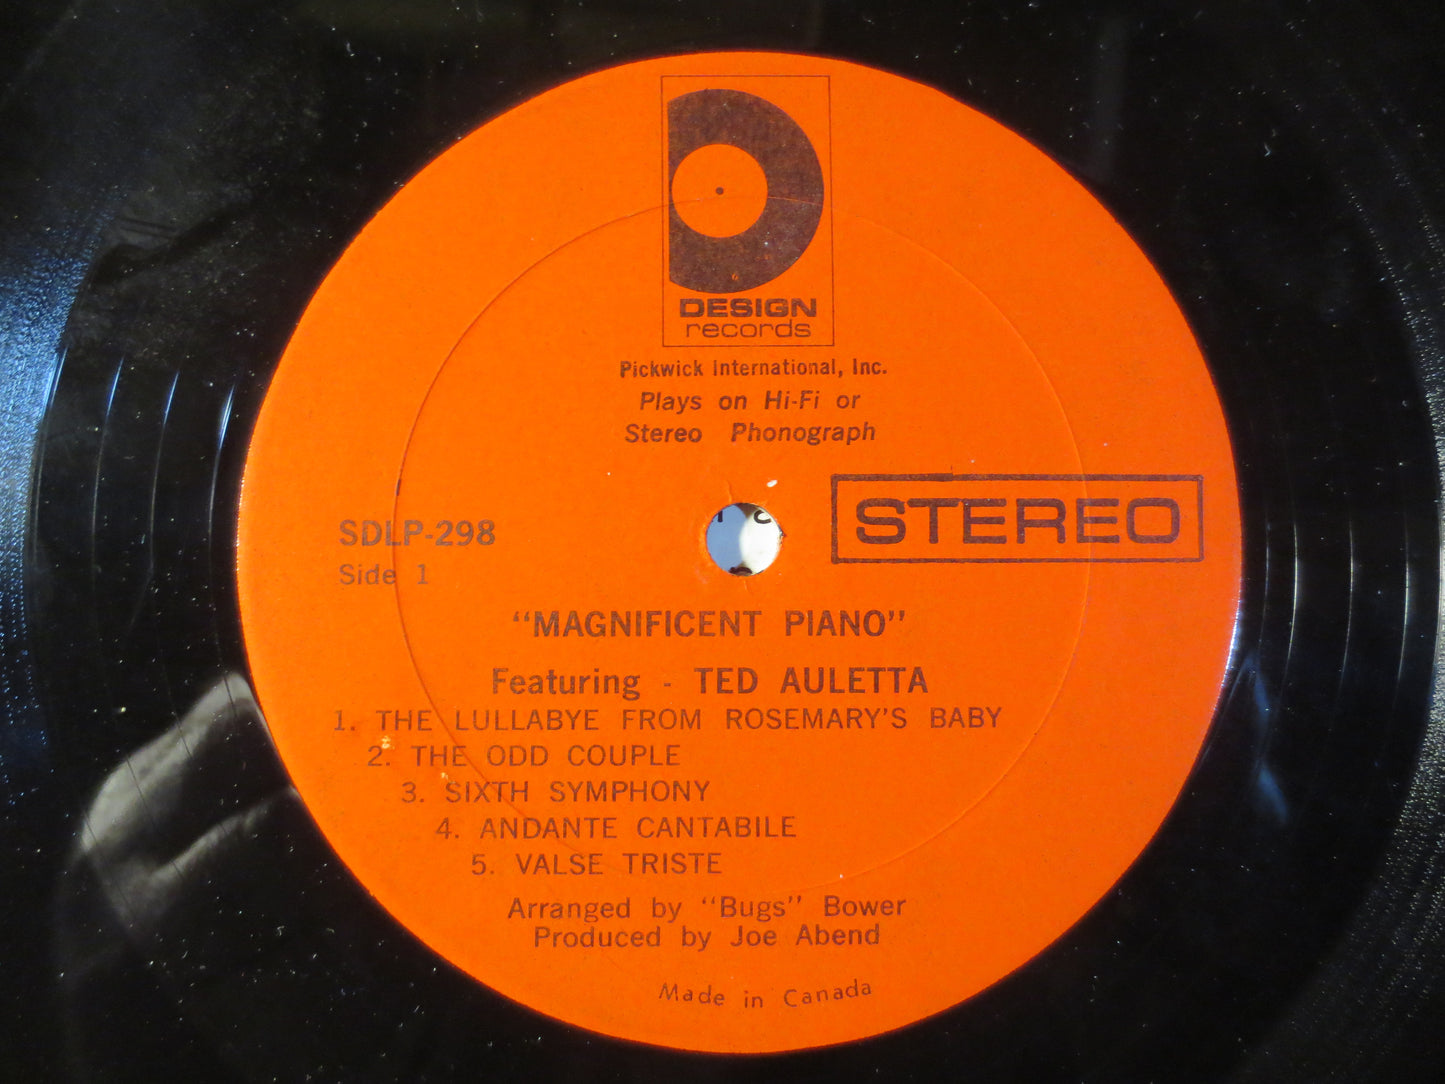 DESIGN
records
Pickwick International, Inc.
Plays on Hi-Fi or
Stereo Phonograph
STEREO
SDLP-298
Side 1
"MAGNIFICENT PIANO"
Featuring - TED AULETTA
1. THE LULLABYE FROM ROSEMARY'S BABY
2. THE ODD COUPLE
3. SIXTH SYMPHONY
4. ANDANTE CANTABILE
5. VALSE TRISTE
Arranged by "Bugs" Bower
Produced by Joe Abend
Made in Canada